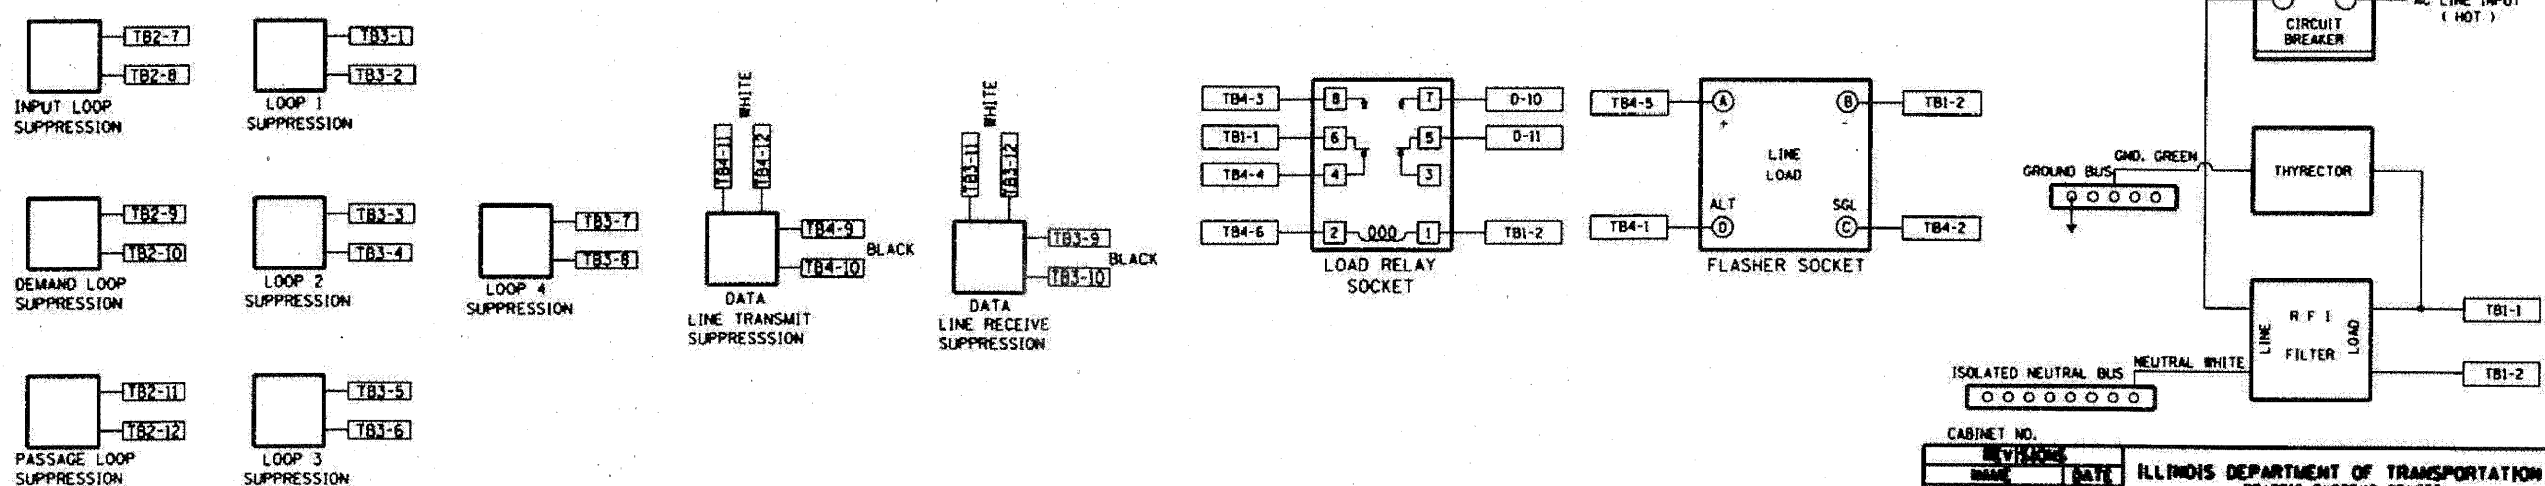 TB2-7
TB2-8
INPUT LOOP
SUPPRESSION
TB3-1
TB3-2
LOOP 1
SUPPRESSION
TB2-9
TB2-10
DEMAND LOOP
SUPPRESSION
TB3-3
TB3-4
LOOP 2
SUPPRESSION
TB2-11
TB2-12
PASSAGE LOOP
SUPPRESSION
TB3-5
TB3-6
LOOP 3
SUPPRESSION
TB3-7
TB3-8
LOOP 4
SUPPRESSION
WHITE
TB4-11
TB4-12
TB4-9
TB4-10
BLACK
DATA
LINE TRANSMIT
SUPPRESSSION
WHITE
TB3-11
TB3-12
TB3-9
TB3-10
BLACK
DATA
LINE RECEIVE
SUPPRESSION
TB4-3
8
7
D-10
TB1-1
6
5
D-11
TB4-4
4
3
TB4-6
2
1
TB1-2
LOAD RELAY
SOCKET
TB4-5
A
+
B
-
TB1-2
LINE
LOAD
ALT
SGL
TB4-1
D
C
TB4-2
FLASHER SOCKET
AC LINE INPUT
( HOT )
CIRCUIT
BREAKER
GND. GREEN
GROUND BUS
THYRECTOR
R F I
FILTER
LINE
LOAD
TB1-1
TB1-2
NEUTRAL WHITE
ISOLATED NEUTRAL BUS
CABINET NO.
REVISIONS
NAME
DATE
ILLINOIS DEPARTMENT OF TRANSPORTATION